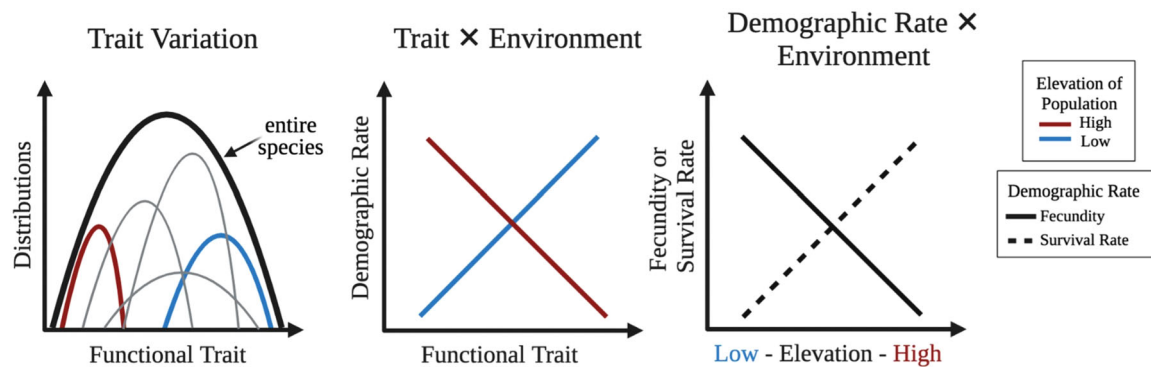 Trait Variation
Distributions
entire
species
Functional Trait
Trait × Environment
Demographic Rate
Functional Trait
Demographic Rate ×
Environment
Fecundity or
Survival Rate
Low - Elevation - High
Elevation of
Population
High
Low
Demographic Rate
Fecundity
Survival Rate